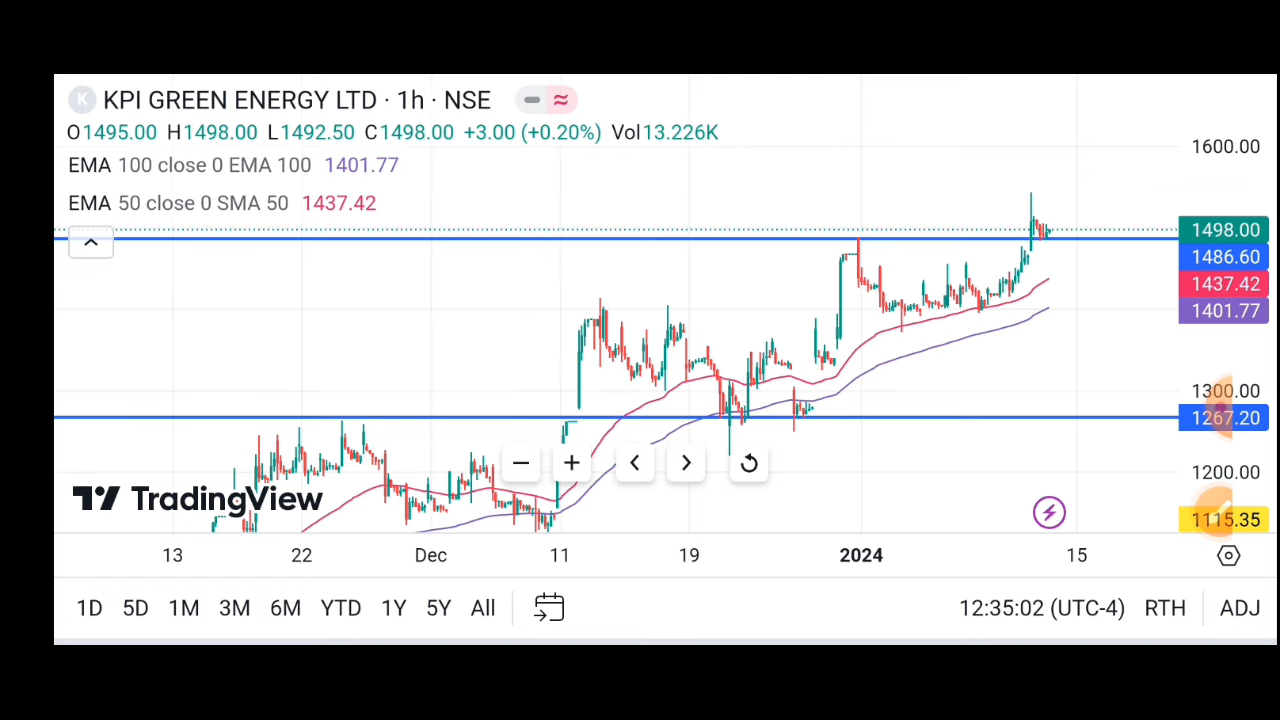 K KPI GREEN ENERGY LTD · 1h · NSE
O1495.00 H1498.00 L1492.50 C1498.00 +3.00 (+0.20%) Vol13.226K
EMA 100 close 0 EMA 100 1401.77
EMA 50 close 0 SMA 50 1437.42
1600.00
1498.00
1486.60
1437.42
1401.77
1300.00
1267.20
1200.00
1115.35
TradingView
13 22 Dec 11 19 2024 15
1D 5D 1M 3M 6M YTD 1Y 5Y All 12:35:02 (UTC-4) RTH ADJ